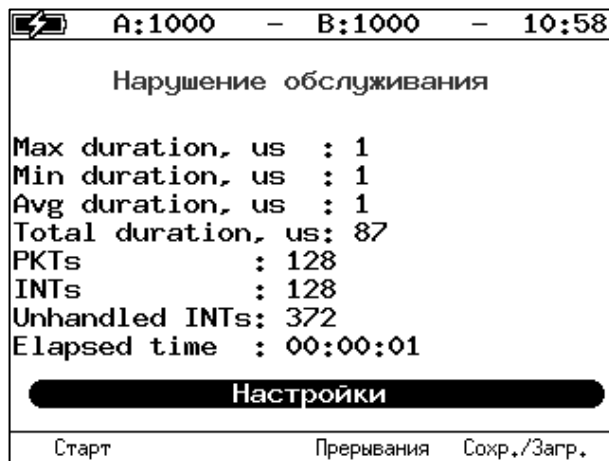 A:1000 – B:1000 – 10:58
Нарушение обслуживания
Max duration, us : 1
Min duration, us : 1
Avg duration, us : 1
Total duration, us: 87
PKTs : 128
INTs : 128
Unhandled INTs: 372
Elapsed time : 00:00:01
Настройки
Старт Прерывания Сохр./Загр.